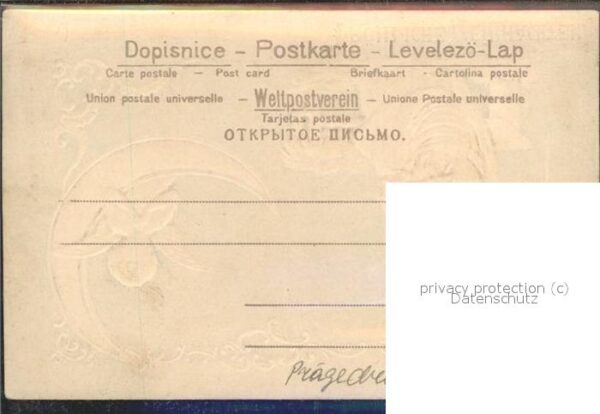 Dopisnice – Postkarte – Levelezö-Lap
Carte postale – Post card Briefkaart - Cartolina postale
Union postale universelle – Weltpostverein – Unione Postale universelle
Tarjetas postale
ОТКРЫТОЕ ПИСЬМО.
privacy protection (c)
Datenschutz